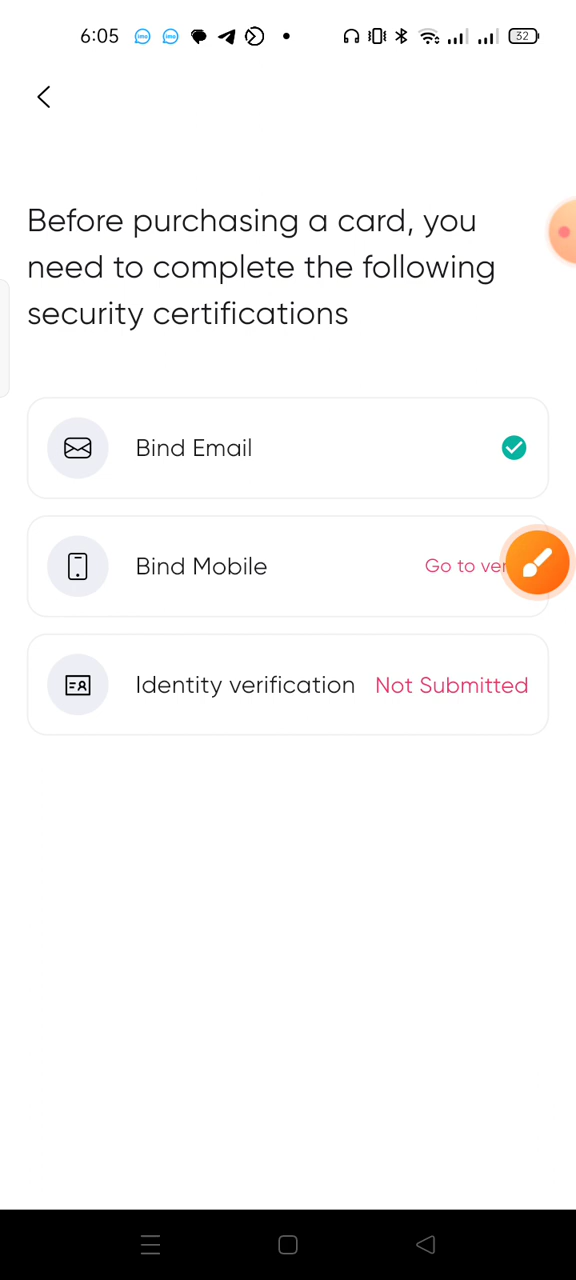 6:05
32
Before purchasing a card, you
need to complete the following
security certifications
Bind Email
Bind Mobile
Go to
Identity verification
Not Submitted